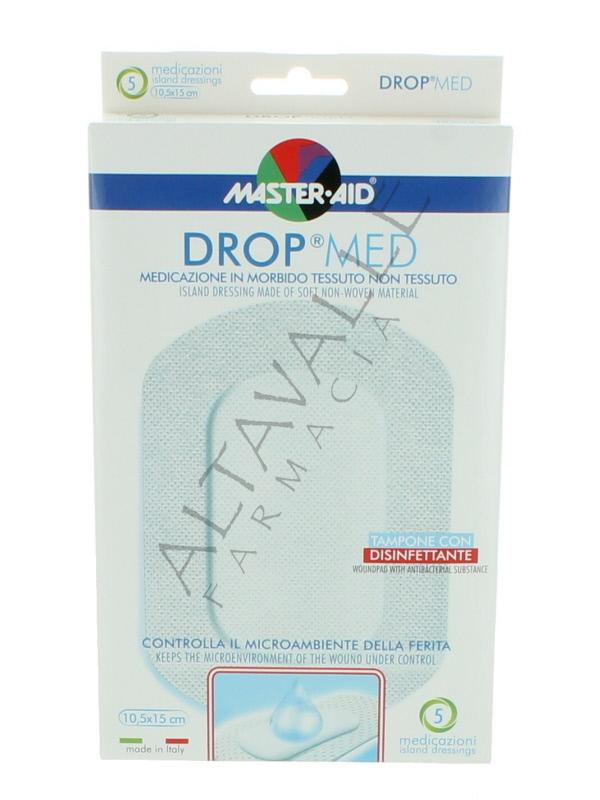 5
medicazioni
island dressings
10,5x15 cm
DROP®MED
MASTER•AID®
DROP®MED
MEDICAZIONE IN MORBIDO TESSUTO NON TESSUTO
ISLAND DRESSING MADE OF SOFT NON-WOVEN MATERIAL
ALTAVALLE
FARMACIA
TAMPONE CON
DISINFETTANTE
WOUNDPAD WITH ANTIBACTERIAL SUBSTANCE
CONTROLLA IL MICROAMBIENTE DELLA FERITA
KEEPS THE MICROENVIRONMENT OF THE WOUND UNDER CONTROL
10,5x15 cm
made in Italy
5
medicazioni
island dressings